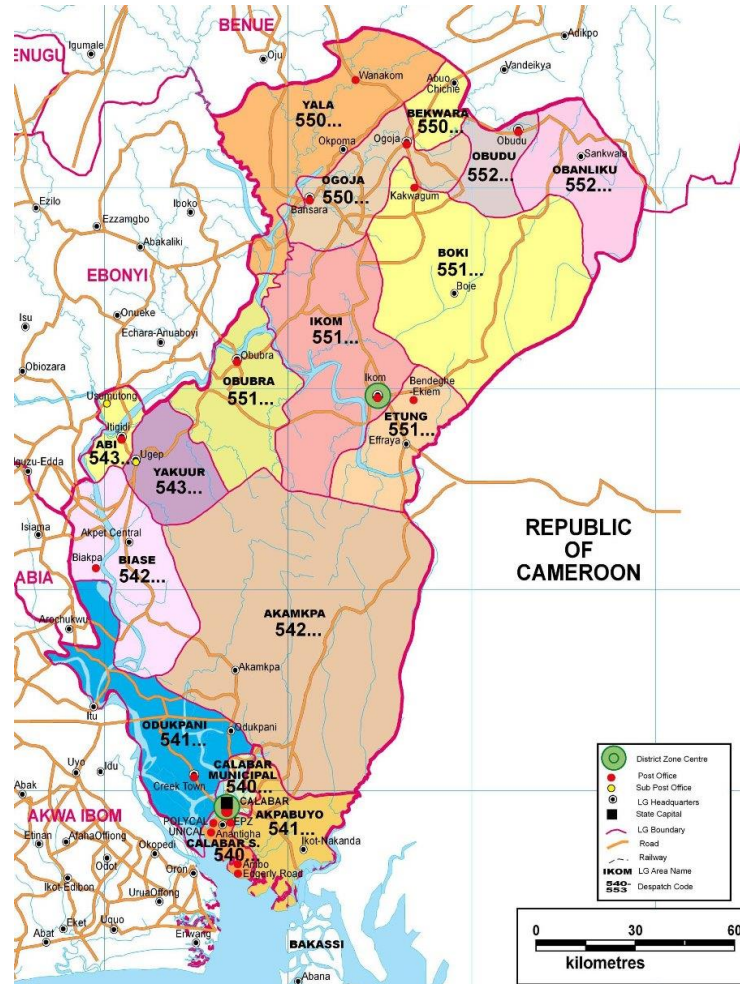 BENUE
Adikpo
Igumale
Oju
ENUGU
Vandeikya
Wanakom
Abuo
Chichie
YALA
550...
BEKWARA
550...
Ogoja
Obudu
Okpoma
OBUDU
552...
Sankwala
OBANLIKU
552...
OGOJA
550...
Kakwagum
Bansara
Ezilo
Iboko
Ezzamgbo
Abakaliki
BOKI
551...
EBONYI
Boje
Onueke
Isu
Echara-Anuaboyi
IKOM
551...
Obubra
Obiozara
OBUBRA
551...
Ikom
Bendeghe
-Ekiem
Usumutong
ETUNG
551...
Itigidi
Effraya
ABI
543...
Ugep
YAKUUR
543...
guzu-Edda
Isiama
Akpet Central
REPUBLIC
OF
CAMEROON
Biakpa
BIASE
542...
ABIA
AKAMKPA
542...
Arochukwu
Akamkpa
Itu
ODUKPANI
541...
Odukpani
Uyo
Idu
CALABAR
MUNICIPAL
540...
Creek Town
Abak
CALABAR
AKPABUYO
541...
AKWA IBOM
POLYCAL
EPZ
UNICAL
Anantigha
Etinan
AfahaOffiong
CALABAR S.
540...
Ikot-Nakanda
Okopedi
Odot
Oron
Ambo
Edgerly Road
Ikot-Edibon
UruaOffong
Eket
Uquo
Abat
Enwang
BAKASSI
Abana
District Zone Centre
Post Office
Sub Post Office
LG Headquarters
State Capital
LG Boundary
Road
Railway
IKOM LG Area Name
540-
553 Despatch Code
0 30 60
kilometres